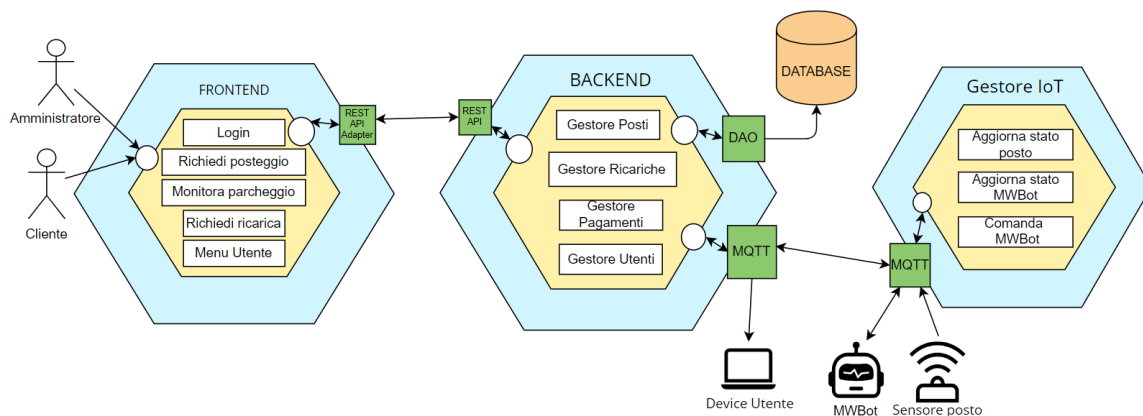 Amministratore
Cliente
FRONTEND
Login
Richiedi posteggio
Monitora parcheggio
Richiedi ricarica
Menu Utente
REST
API
Adapter
REST
API
BACKEND
Gestore Posti
Gestore Ricariche
Gestore
Pagamenti
Gestore Utenti
DAO
MQTT
DATABASE
Device Utente
Gestore IoT
Aggiorna stato
posto
Aggiorna stato
MWBot
Comanda
MWBot
MQTT
MWBot
Sensore posto